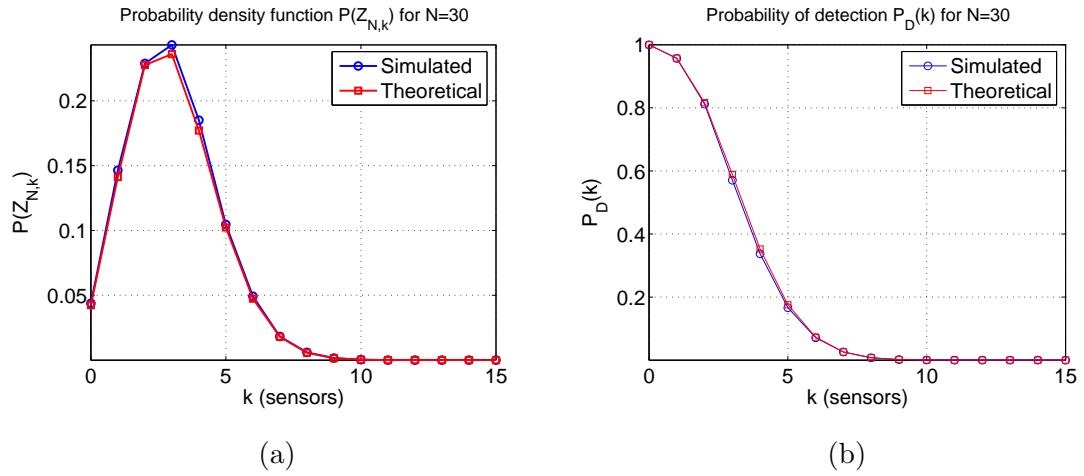 Probability density function P(Z_{N,k}) for N=30
Simulated
Theoretical
0.2
0.15
0.1
0.05
P(Z_{N,k})
0 5 10 15
k (sensors)
(a)
Probability of detection P_D(k) for N=30
1
Simulated
Theoretical
0.8
0.6
0.4
0.2
P_D(k)
0 5 10 15
k (sensors)
(b)